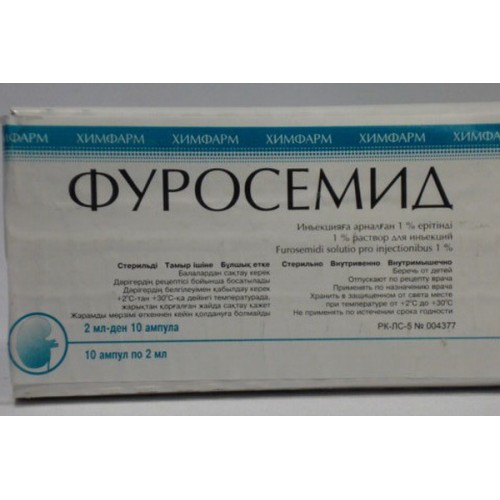 ФАРМ ХИМФАРМ ХИМФАРМ ХИМФАРМ ХИМФАРМ ХИМФА
ФУРОСЕМИД
Инъекцияға арналған 1 % ерітінді
1 % раствор для инъекций
Furosemidi solutio pro injectionibus 1 %
Стерильді Тамыр ішіне Бұлшық етке
Балалардан сақтау керек
Дәрігердің рецептісі бойынша босатылады
Дәрігердің белгілеуімен қабылдау керек
+2°С-тан +30°С-қа дейінгі температурада,
жарықтан қорғалған жайда сақтау қажет
Жарамды мерзімі өткеннен кейін қолдануға болмайды
Стерильно Внутривенно Внутримышечно
Беречь от детей
Отпускают по рецепту врача
Применять по назначению врача
Хранить в защищенном от света месте
при температуре от +2°С до +30°С
Не применять по истечении срока годности
2 мл-ден 10 ампула
РК-ЛС-5 № 004377
10 ампул по 2 мл